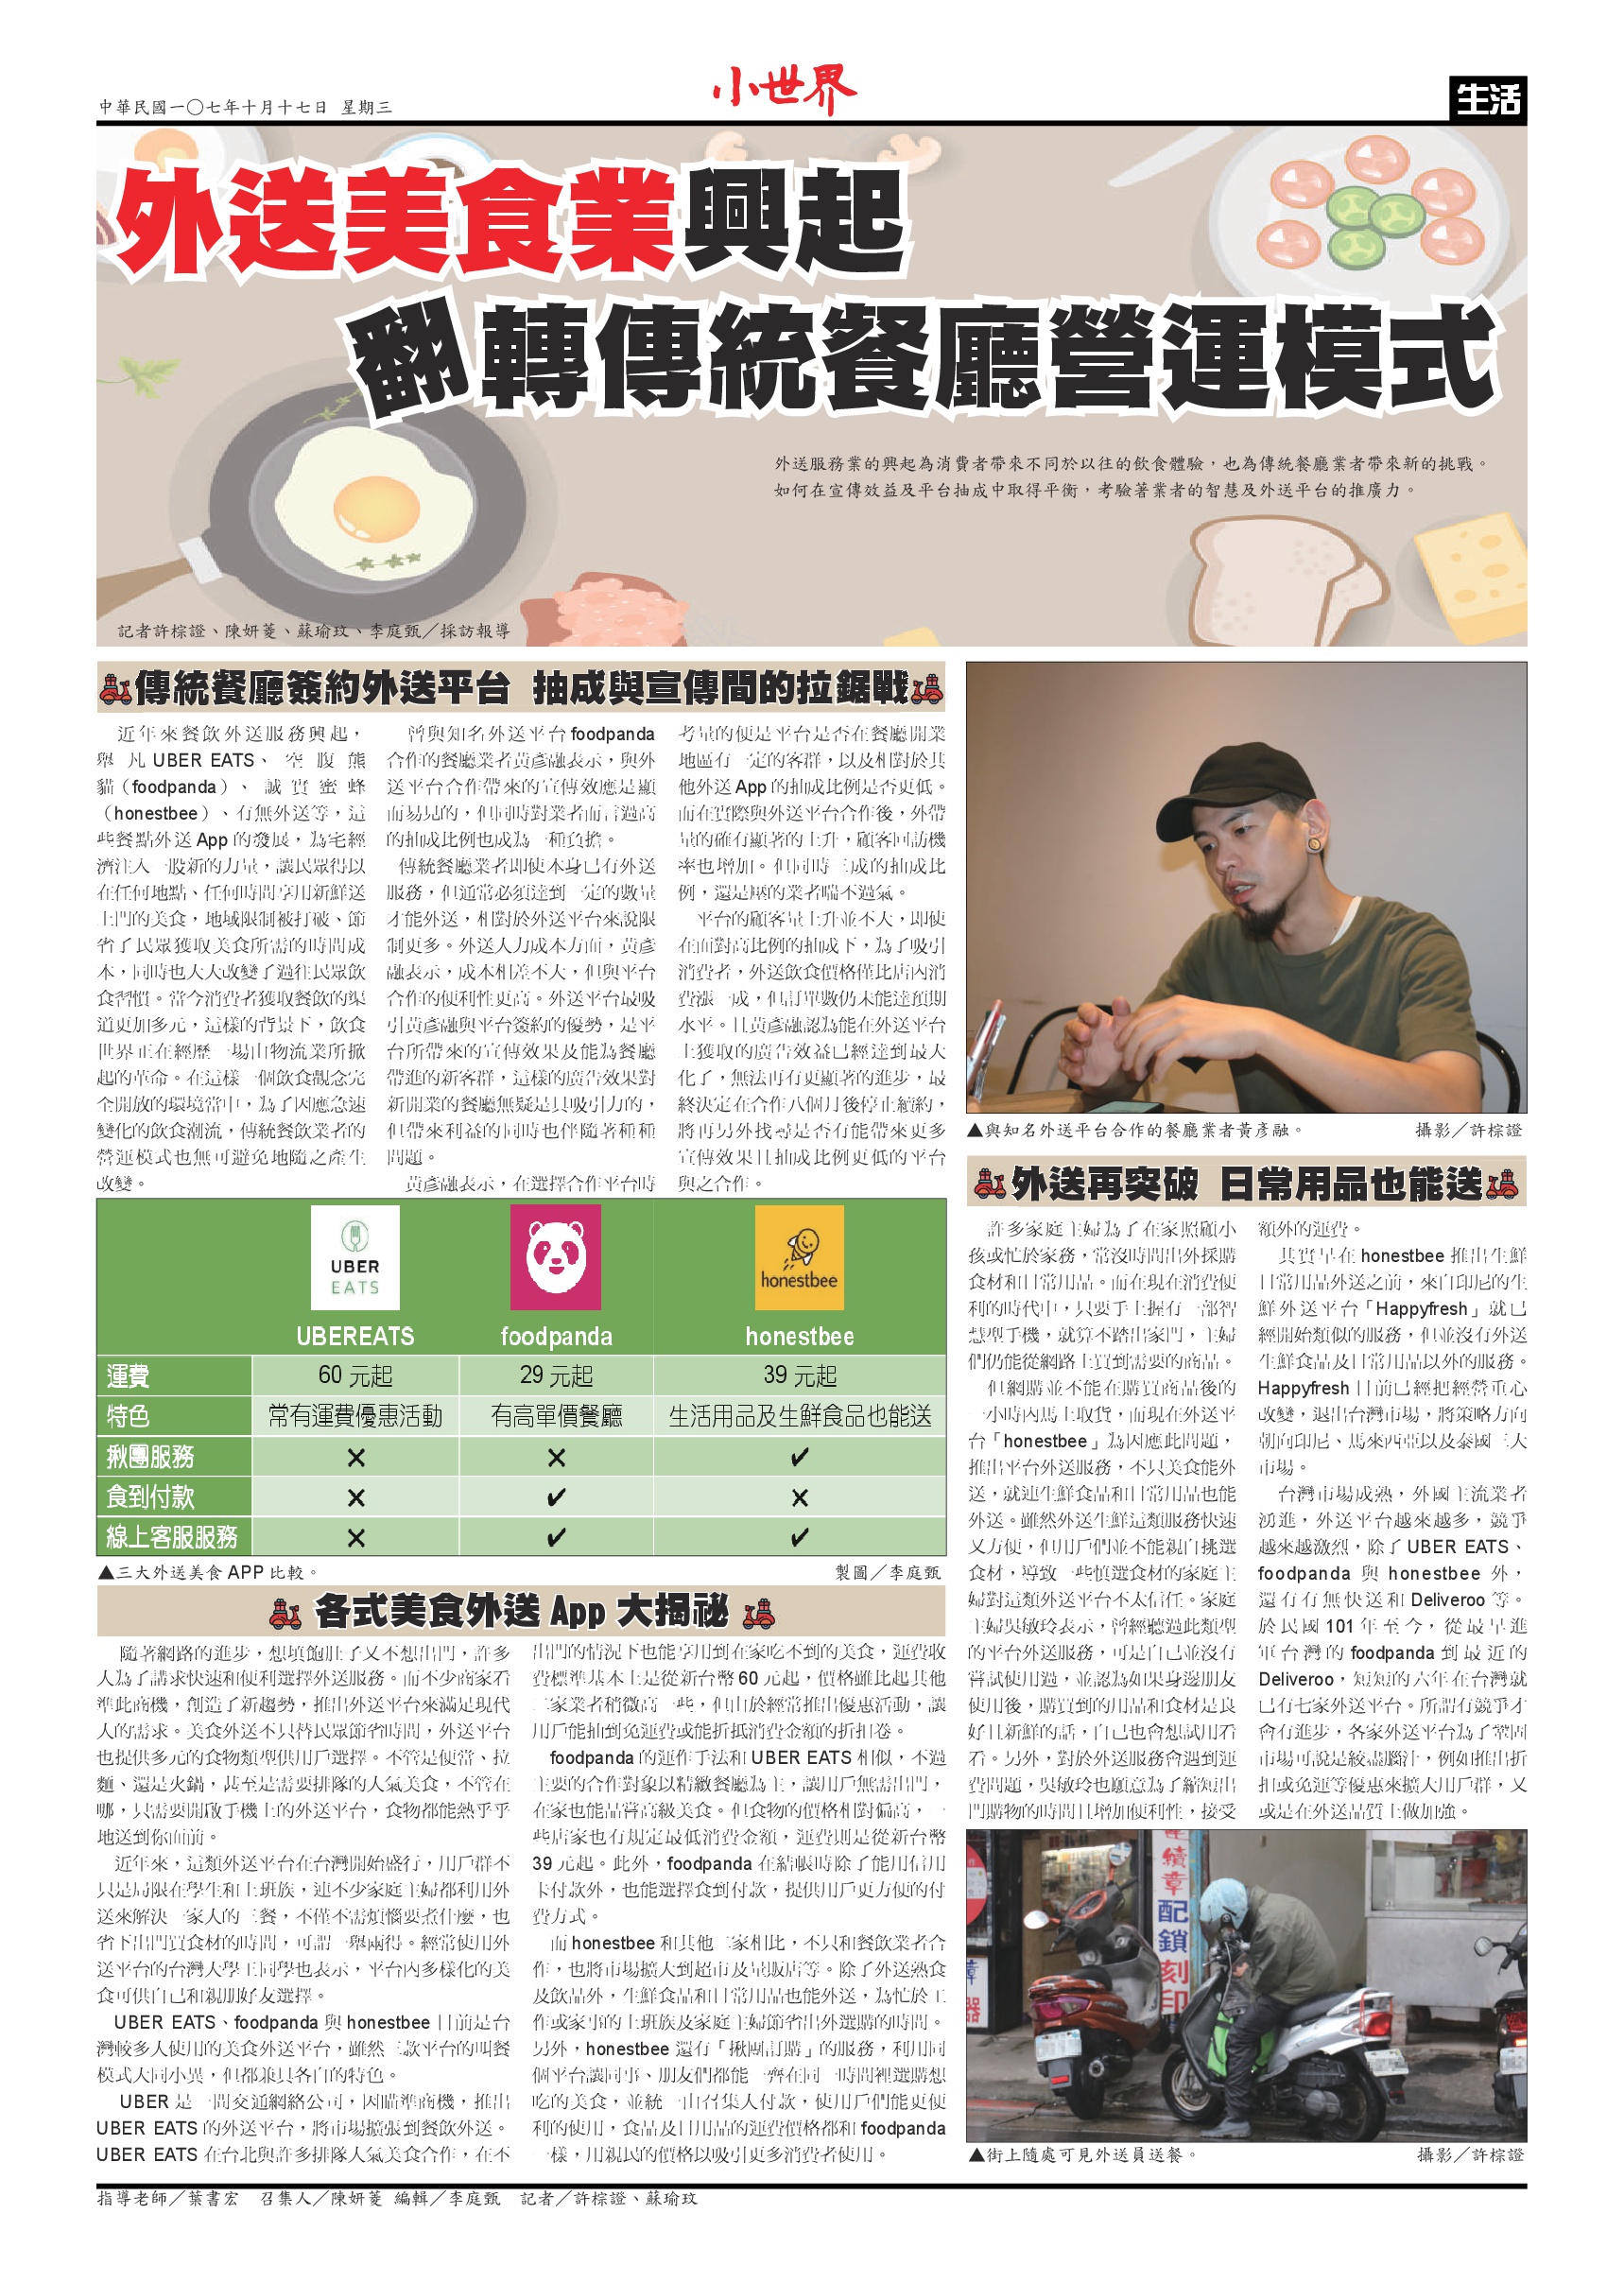 中華民國一〇七年十月十七日 星期三
小世界
生活
外送美食業興起
翻轉傳統餐廳營運模式
外送服務業的興起為消費者帶來不同於以往的飲食體驗，也為傳統餐廳業者帶來新的挑戰。
如何在宣傳效益及平台抽成中取得平衡，考驗著業者的智慧及外送平台的推廣力。
記者許棕證、陳妍菱、蘇瑜玟、李庭甄／採訪報導
傳統餐廳簽約外送平台 抽成與宣傳間的拉鋸戰
近年來餐飲外送服務興起，
舉凡UBER EATS、空腹熊
貓（foodpanda）、誠實蜜蜂
（honestbee）、有無外送等，這
些餐點外送App的發展，為宅經
濟注入一股新的力量，讓民眾得以
在任何地點、任何時間享用新鮮送
上門的美食，地域限制被打破、節
省了民眾獲取美食所需的時間成
本，同時也大大改變了過往民眾飲
食習慣。當今消費者獲取餐飲的渠
道更加多元，這樣的背景下，飲食
世界正在經歷一場由物流業所掀
起的革命。在這樣一個飲食觀念完
全開放的環境當中，為了因應急速
變化的飲食潮流，傳統餐飲業者的
營運模式也無可避免地隨之產生
改變。
曾與知名外送平台foodpanda
合作的餐廳業者黃彥融表示，與外
送平台合作帶來的宣傳效應是顯
而易見的，但同時對業者而言過高
的抽成比例也成為一種負擔。
傳統餐廳業者即使本身已有外送
服務，但通常必須達到一定的數量
才能外送，相對於外送平台來說限
制更多。外送人力成本方面，黃彥
融表示，成本相差不大，但與平台
合作的便利性更高。外送平台最吸
引黃彥融與平台簽約的優勢，是平
台所帶來的宣傳效果及能為餐廳
帶進的新客群，這樣的廣告效果對
新開業的餐廳無疑是具吸引力的，
但帶來利益的同時也伴隨著種種
問題。
黃彥融表示，在選擇合作平台時
考量的便是平台是否在餐廳開業
地區有一定的客群，以及相對於其
他外送App的抽成比例是否更低。
而在實際與外送平台合作後，外帶
量的確有顯著的上升，顧客回訪機
率也增加。但同時三成的抽成比
例，還是壓的業者喘不過氣。
平台的顧客量上升並不大，即使
在面對高比例的抽成下，為了吸引
消費者，外送飲食價格僅比店內消
費漲一成，但訂單數仍未能達預期
水平。且黃彥融認為能在外送平台
上獲取的廣告效益已經達到最大
化了，無法再有更顯著的進步，最
終決定在合作八個月後停止續約，
將再另外找尋是否有能帶來更多
宣傳效果且抽成比例更低的平台
與之合作。
▲與知名外送平台合作的餐廳業者黃彥融。 攝影／許棕證
UBER
EATS
honestbee
UBEREATS foodpanda honestbee
運費 60 元起 29 元起 39 元起
特色 常有運費優惠活動 有高單價餐廳 生活用品及生鮮食品也能送
揪團服務 ✕ ✕ ✔
食到付款 ✕ ✔ ✕
線上客服服務 ✕ ✔ ✔
▲三大外送美食 APP 比較。 製圖／李庭甄
各式美食外送 App 大揭祕
隨著網路的進步，想填飽肚子又不想出門，許多
人為了講求快速和便利選擇外送服務。而不少商家看
準此商機，創造了新趨勢，推出外送平台來滿足現代
人的需求。美食外送不只替民眾節省時間，外送平台
也提供多元的食物類型供用戶選擇。不管是便當、拉
麵、還是火鍋，甚至是需要排隊的人氣美食，不管在
哪，只需要開啟手機上的外送平台，食物都能熱乎乎
地送到你面前。
近年來，這類外送平台在台灣開始盛行，用戶群不
只是局限在學生和上班族，連不少家庭主婦都利用外
送來解決一家人的三餐，不僅不需煩惱要煮什麼，也
省下出門買食材的時間，可謂一舉兩得。經常使用外
送平台的台灣大學王同學也表示，平台內多樣化的美
食可供自己和親朋好友選擇。
UBER EATS、foodpanda 與 honestbee 目前是台
灣較多人使用的美食外送平台，雖然三款平台的叫餐
模式大同小異，但都兼具各自的特色。
UBER 是一間交通網絡公司，因瞄準商機，推出
UBER EATS 的外送平台，將市場擴張到餐飲外送。
UBER EATS 在台北與許多排隊人氣美食合作，在不
出門的情況下也能享用到在家吃不到的美食，運費收
費標準基本上是從新台幣 60 元起，價格雖比起其他
二家業者稍微高一些，但由於經常推出優惠活動，讓
用戶能抽到免運費或能折抵消費金額的折扣卷。
foodpanda 的運作手法和 UBER EATS 相似，不過
主要的合作對象以精緻餐廳為主，讓用戶無需出門，
在家也能品嘗高級美食。但食物的價格相對偏高，一
些店家也有規定最低消費金額，運費則是從新台幣
39 元起。此外，foodpanda 在結帳時除了能用信用
卡付款外，也能選擇食到付款，提供用戶更方便的付
費方式。
而 honestbee 和其他二家相比，不只和餐飲業者合
作，也將市場擴大到超市及量販店等。除了外送熟食
及飲品外，生鮮食品和日常用品也能外送，為忙於工
作或家事的上班族及家庭主婦節省出外選購的時間。
另外，honestbee 還有「揪團訂購」的服務，利用同一
個平台讓同事、朋友們都能一齊在同一時間裡選購想
吃的美食，並統一由召集人付款，使用戶們能更便
利的使用，食品及日用品的運費價格都和 foodpanda
一樣，用親民的價格以吸引更多消費者使用。
外送再突破 日常用品也能送
許多家庭主婦為了在家照顧小
孩或忙於家務，常沒時間出外採購
食材和日常用品。而在現在消費便
利的時代中，只要手上握有一部智
慧型手機，就算不踏出家門，主婦
們仍能從網路上買到需要的商品。
但網購並不能在購買商品後的
一小時內馬上取貨，而現在外送平
台「honestbee」為因應此問題，
推出平台外送服務，不只美食能外
送，就連生鮮食品和日常用品也能
外送。雖然外送生鮮這類服務快速
又方便，但用戶們並不能親自挑選
食材，導致一些慎選食材的家庭主
婦對這類外送平台不太信任。家庭
主婦吳敏玲表示，曾經聽過此類型
的平台外送服務，可是自己並沒有
嘗試使用過，並認為如果身邊朋友
使用後，購買到的用品和食材是良
好且新鮮的話，自己也會想試用看
看。另外，對於外送服務會遇到運
費問題，吳敏玲也願意為了縮短出
門購物的時間且增加便利性，接受
額外的運費。
其實早在 honestbee 推出生鮮
日常用品外送之前，來自印尼的生
鮮外送平台「Happyfresh」就已
經開始類似的服務，但並沒有外送
生鮮食品及日常用品以外的服務。
Happyfresh 目前已經把經營重心
改變，退出台灣市場，將策略方向
朝向印尼、馬來西亞以及泰國三大
市場。
台灣市場成熟，外國主流業者
湧進，外送平台越來越多，競爭
越來越激烈，除了UBER EATS、
foodpanda 與 honestbee 外，
還有有無快送和 Deliveroo 等。
於民國 101 年至今，從最早進
軍台灣的 foodpanda 到最近的
Deliveroo，短短的六年在台灣就
已有七家外送平台。所謂有競爭才
會有進步，各家外送平台為了鞏固
市場可說是絞盡腦汁，例如推出折
扣或免運等優惠來擴大用戶群，又
或是在外送品質上做加強。
續章
配鎖
刻印
▲街上隨處可見外送員送餐。 攝影／許棕證
指導老師／葉書宏 召集人／陳妍菱 編輯／李庭甄 記者／許棕證、蘇瑜玟